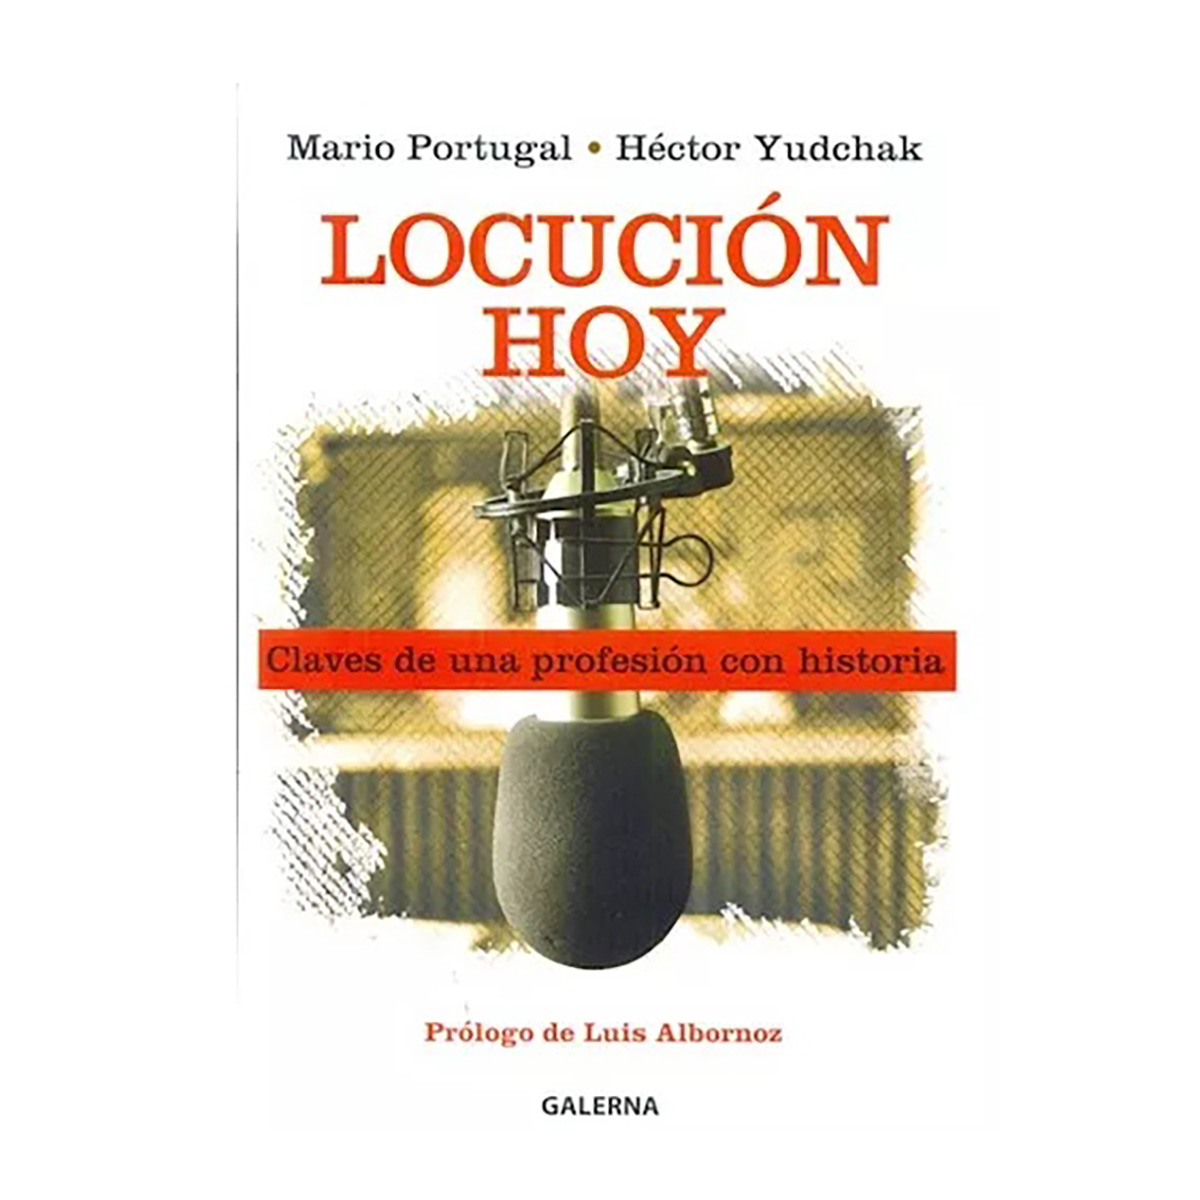 Mario Portugal • Héctor Yudchak
LOCUCIÓN
HOY
Claves de una profesión con historia
Prólogo de Luis Albornoz
GALERNA